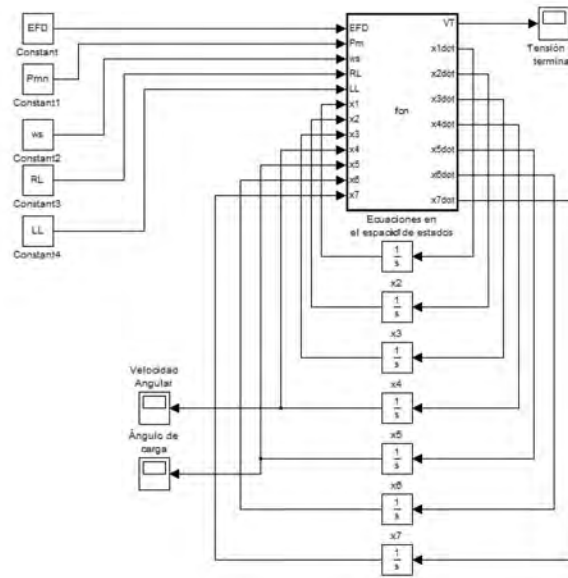 EFD
Constant
Pmn
Constant1
ws
Constant2
RL
Constant3
LL
Constant4
EFD
Pm
ws
RL
LL
x1
x2
x3
x4
x5
x6
x7
fcn
VT
x1dot
x2dot
x3dot
x4dot
x5dot
x6dot
x7dot
Tensión
termina
Ecuaciones en
el espacio de estados
1
s
x2
1
s
x3
1
s
x4
1
s
x5
1
s
x6
1
s
x7
1
s
Velocidad
Angular
Ángulo de
carga